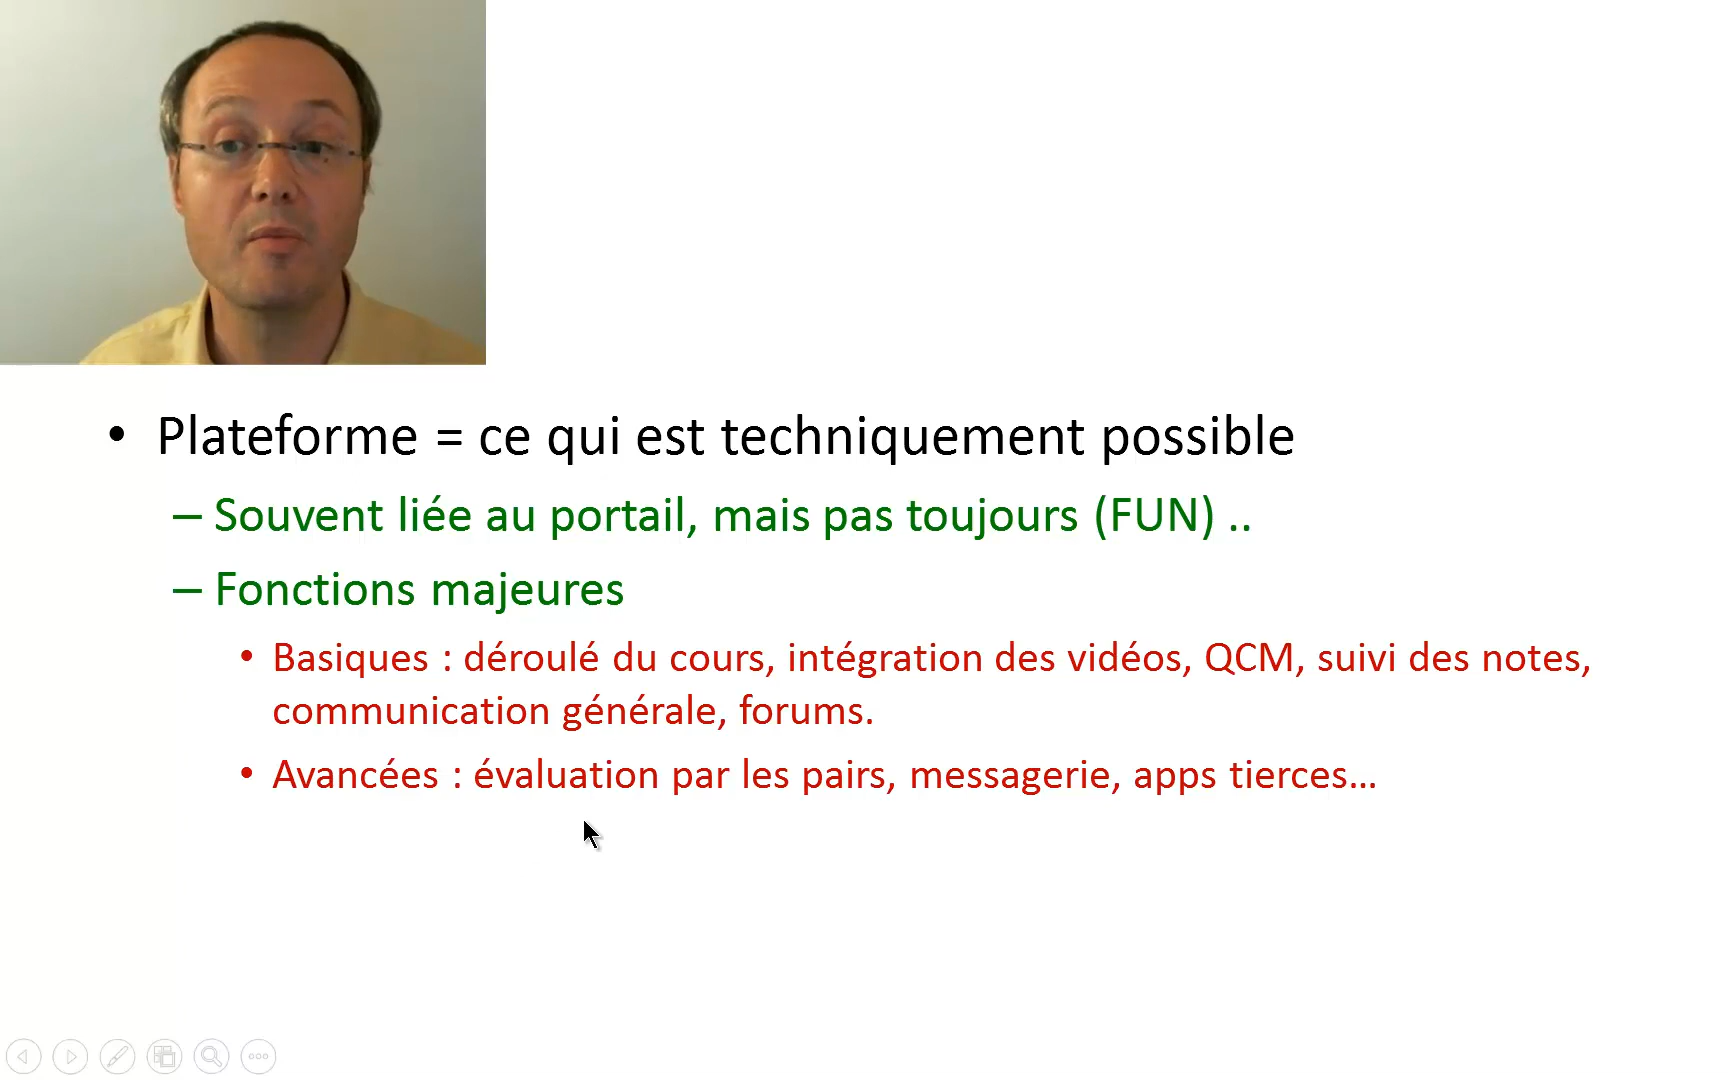 • Plateforme = ce qui est techniquement possible
– Souvent liée au portail, mais pas toujours (FUN) ..
– Fonctions majeures
• Basiques : déroulé du cours, intégration des vidéos, QCM, suivi des notes,
communication générale, forums.
• Avancées : évaluation par les pairs, messagerie, apps tierces...